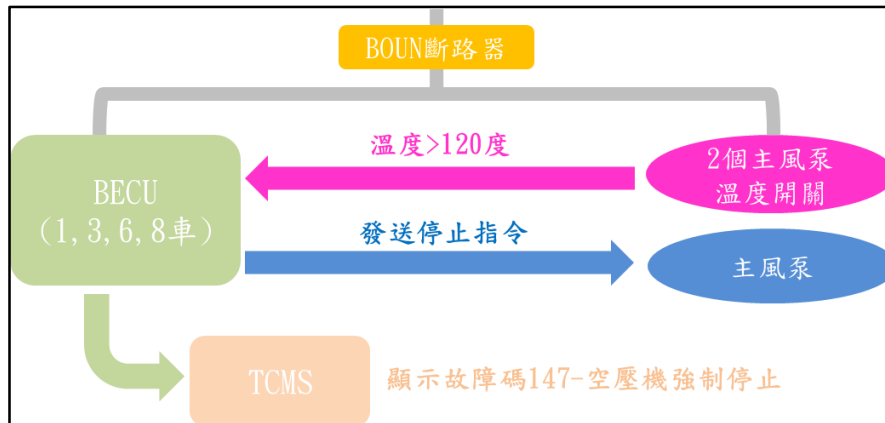 BOUN斷路器
溫度>120度
2個主風泵
溫度開關
BECU
(1,3,6,8車)
發送停止指令
主風泵
TCMS
顯示故障碼147-空壓機強制停止